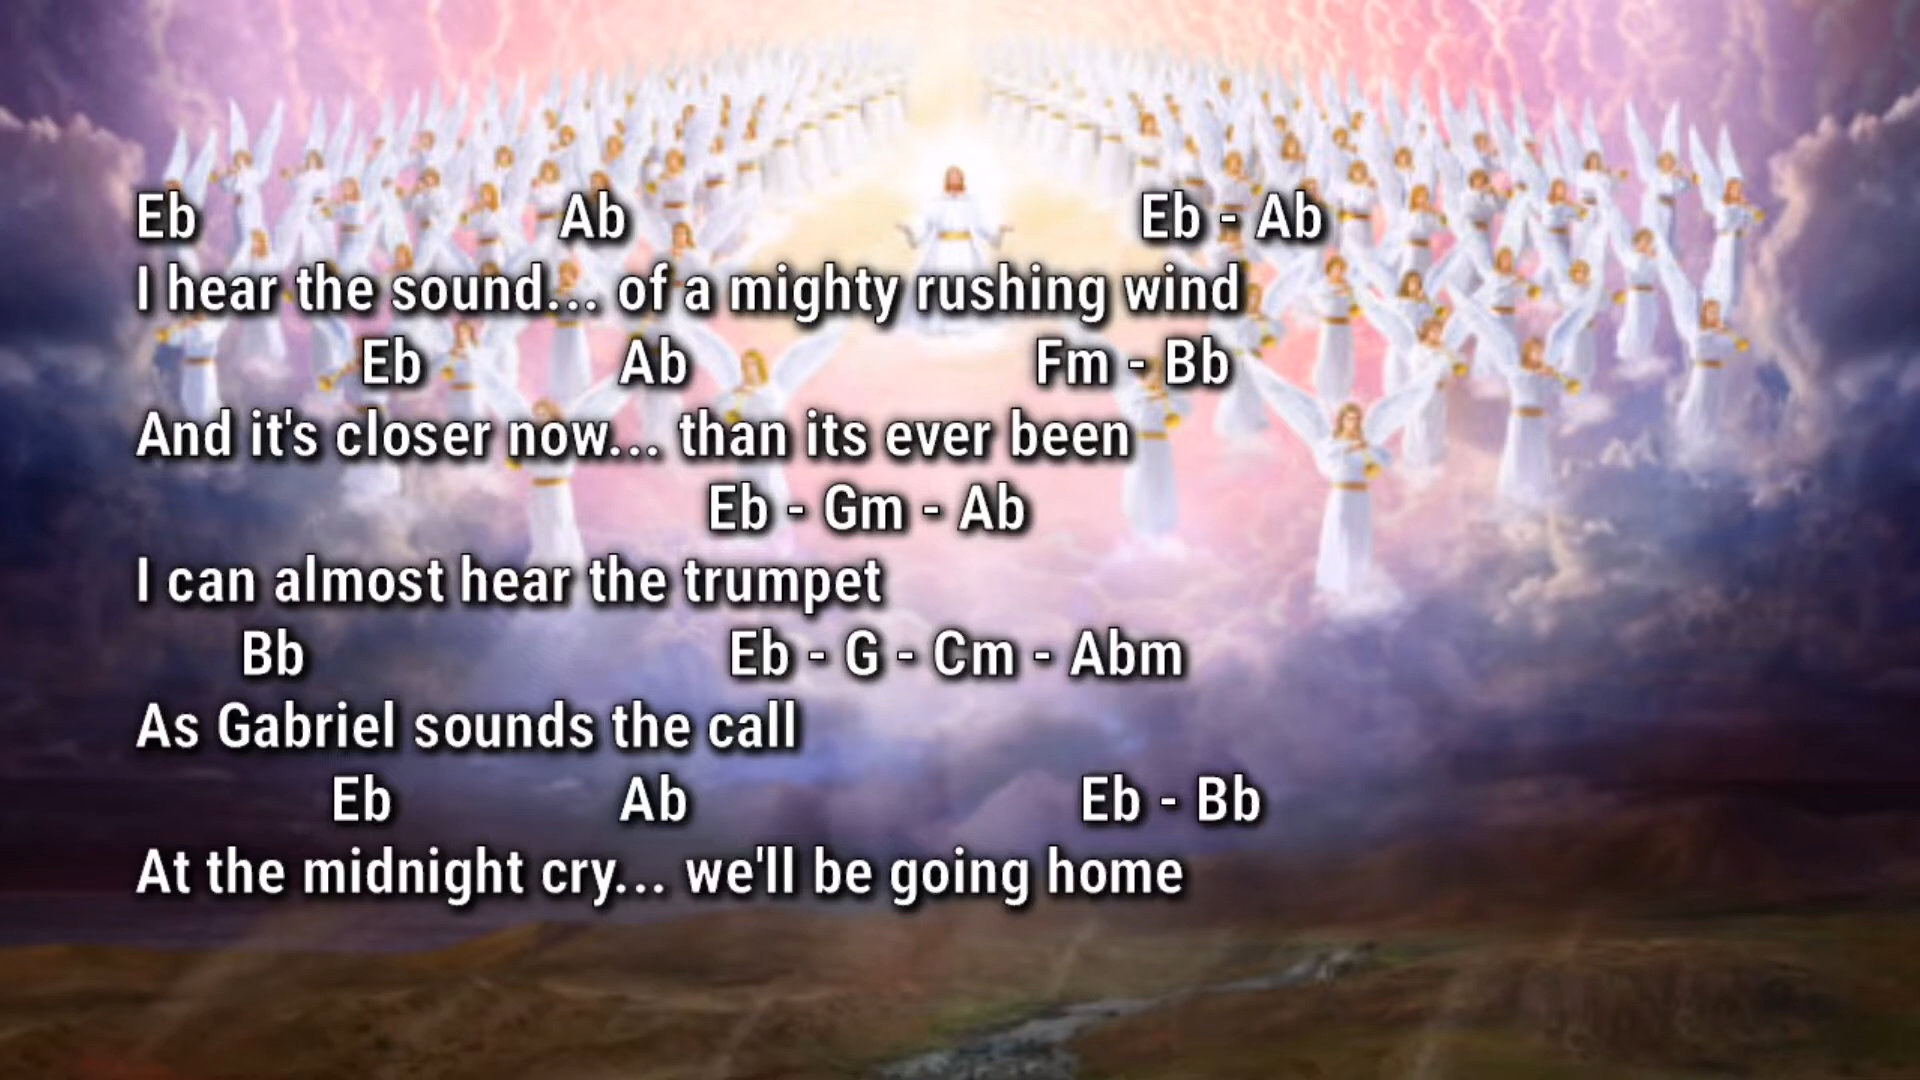 Eb Ab Eb - Ab
I hear the sound... of a mighty rushing wind
Eb Ab Fm - Bb
And it's closer now... than its ever been
Eb - Gm - Ab
I can almost hear the trumpet
Bb Eb - G - Cm - Abm
As Gabriel sounds the call
Eb Ab Eb - Bb
At the midnight cry... we'll be going home